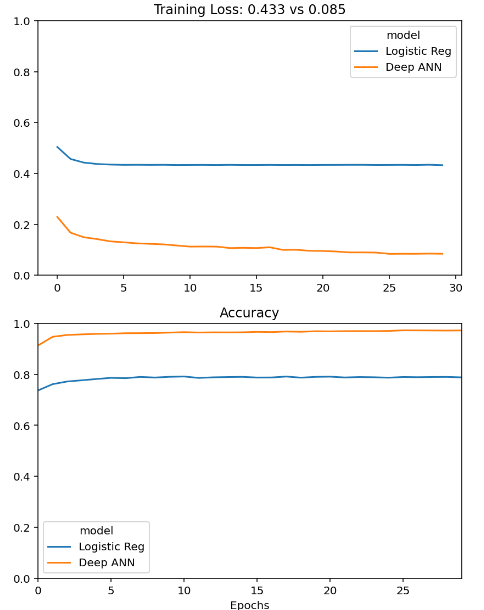 Training Loss: 0.433 vs 0.085
1.0
0.8
0.6
0.4
0.2
0.0
model
Logistic Reg
Deep ANN
0 5 10 15 20 25 30
Accuracy
1.0
0.8
0.6
0.4
0.2
0.0
model
Logistic Reg
Deep ANN
0 5 10 15 20 25
Epochs